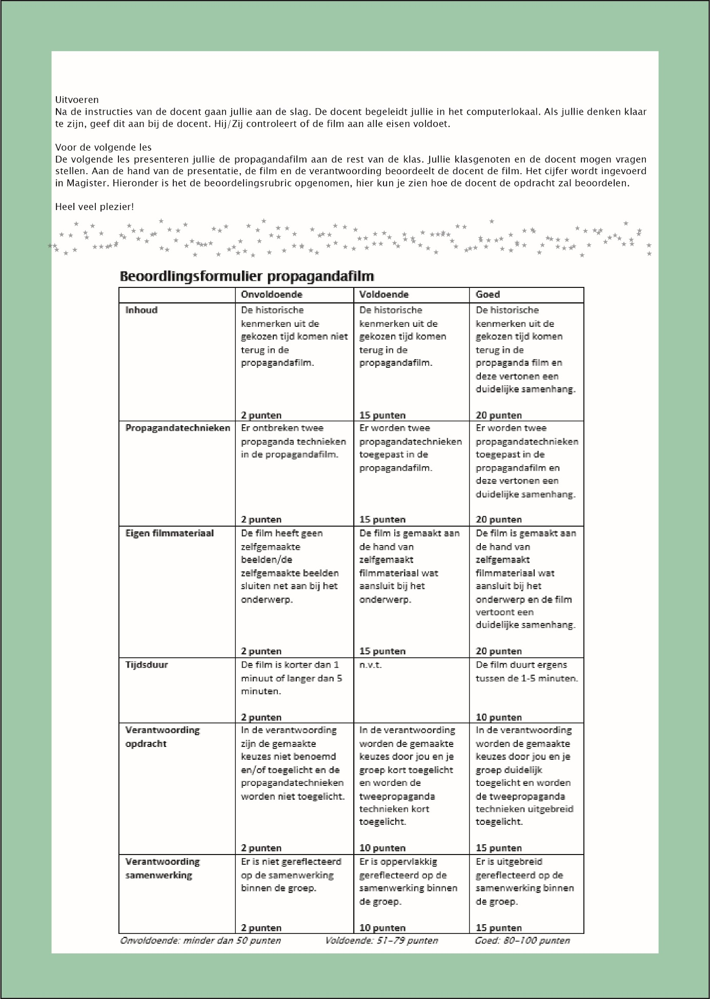 Uitvoeren
Na de instructies van de docent gaan jullie aan de slag. De docent begeleidt jullie in het computerlokaal. Als jullie denken klaar
te zijn, geef dit aan bij de docent. Hij/Zij controleert of de film aan alle eisen voldoet.
Voor de volgende les
De volgende les presenteren jullie de propagandafilm aan de rest van de klas. Jullie klasgenoten en de docent mogen vragen
stellen. Aan de hand van de presentatie, de film en de verantwoording beoordeelt de docent de film. Het cijfer wordt ingevoerd
in Magister. Hieronder is het de beoordelingsrubric opgenomen, hier kun je zien hoe de docent de opdracht zal beoordelen.
Heel veel plezier!
Beoordlingsformulier propagandafilm
Onvoldoende
Voldoende
Goed
Inhoud
De historische
kenmerken uit de
gekozen tijd komen niet
terug in de
propagandafilm.
2 punten
De historische
kenmerken uit de
gekozen tijd komen
terug in de
propagandafilm.
15 punten
De historische
kenmerken uit de
gekozen tijd komen
terug in de
propaganda film en
deze vertonen een
duidelijke samenhang.
20 punten
Propagandatechnieken
Er ontbreken twee
propaganda technieken
in de propagandafilm.
2 punten
Er worden twee
propagandatechnieken
toegepast in de
propagandafilm.
15 punten
Er worden twee
propagandatechnieken
toegepast in de
propagandafilm en
deze vertonen een
duidelijke samenhang.
20 punten
Eigen filmmateriaal
De film heeft geen
zelfgemaakte
beelden/de
zelfgemaakte beelden
sluiten net aan bij het
onderwerp.
2 punten
De film is gemaakt aan
de hand van
zelfgemaakt
filmmateriaal wat
aansluit bij het
onderwerp.
15 punten
De film is gemaakt aan
de hand van
zelfgemaakt
filmmateriaal wat
aansluit bij het
onderwerp en de film
vertoont een
duidelijke samenhang.
20 punten
Tijdsduur
De film is korter dan 1
minuut of langer dan 5
minuten.
2 punten
n.v.t.
De film duurt ergens
tussen de 1-5 minuten.
10 punten
Verantwoording
opdracht
In de verantwoording
zijn de gemaakte
keuzes niet benoemd
en/of toegelicht en de
propagandatechnieken
worden niet toegelicht.
2 punten
In de verantwoording
worden de gemaakte
keuzes door jou en je
groep kort toegelicht
en worden de
tweepropaganda
technieken kort
toegelicht.
10 punten
In de verantwoording
worden de gemaakte
keuzes door jou en je
groep duidelijk
toegelicht en worden
de tweepropaganda
technieken uitgebreid
toegelicht.
15 punten
Verantwoording
samenwerking
Er is niet gereflecteerd
op de samenwerking
binnen de groep.
2 punten
Er is oppervlakkig
gereflecteerd op de
samenwerking binnen
de groep.
10 punten
Er is uitgebreid
gereflecteerd op de
samenwerking binnen
de groep.
15 punten
Onvoldoende: minder dan 50 punten
Voldoende: 51–79 punten
Goed: 80–100 punten